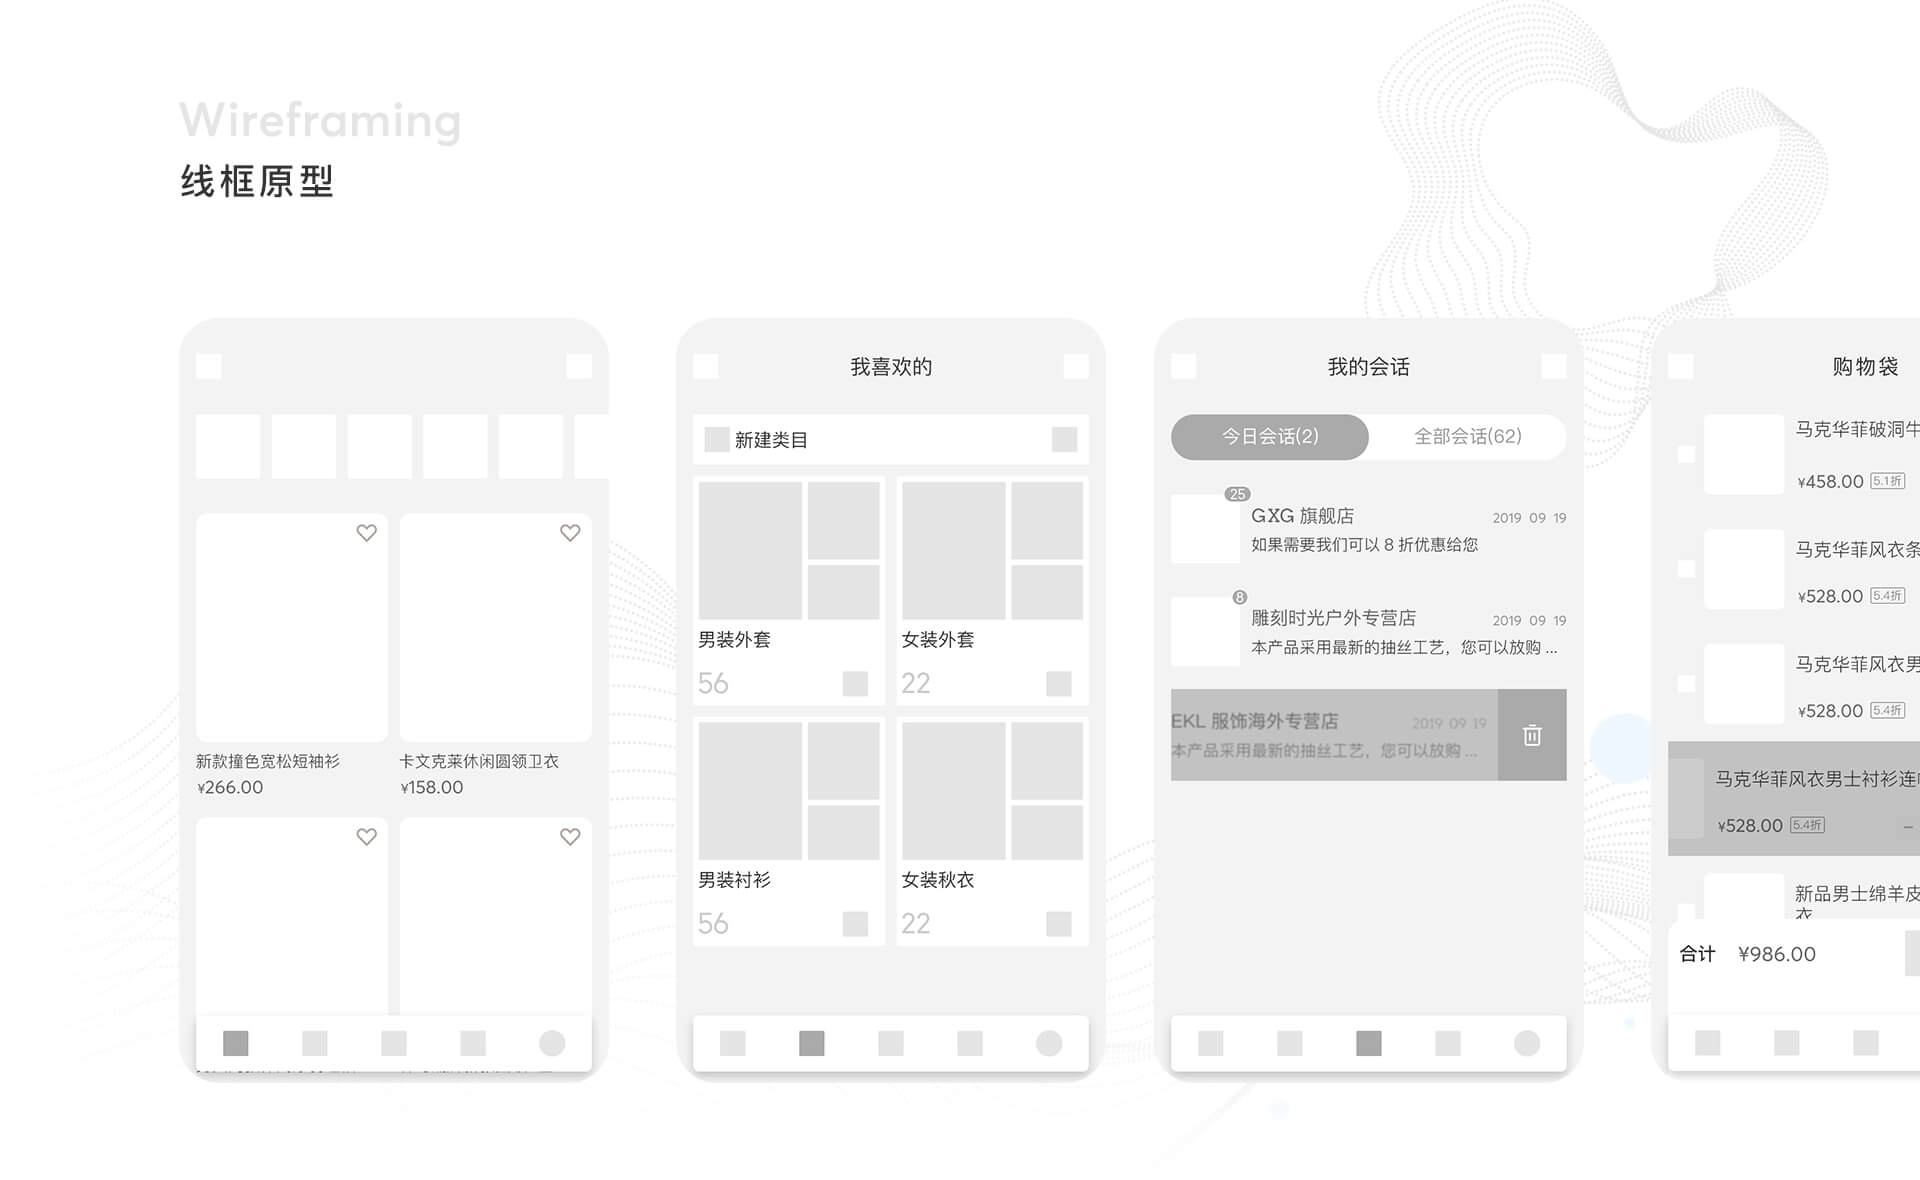 Wireframing
线框原型
新款撞色宽松短袖衫
¥266.00
卡文克莱休闲圆领卫衣
¥158.00
我喜欢的
新建类目
男装外套
56
女装外套
22
男装衬衫
56
女装秋衣
22
我的会话
今日会话(2)
全部会话(62)
25
GXG 旗舰店
2019 09 19
如果需要我们可以 8 折优惠给您
8
雕刻时光户外专营店
2019 09 19
本产品采用最新的抽丝工艺，您可以放购 ...
EKL 服饰海外专营店
2019 09 19
本产品采用最新的抽丝工艺，您可以放购 ...
购物袋
马克华菲破洞牛
¥458.00 5.1折
马克华菲风衣条
¥528.00 5.4折
马克华菲风衣男
¥528.00 5.4折
马克华菲风衣男士衬衫连
¥528.00 5.4折
新品男士绵羊皮
衣
合计 ¥986.00